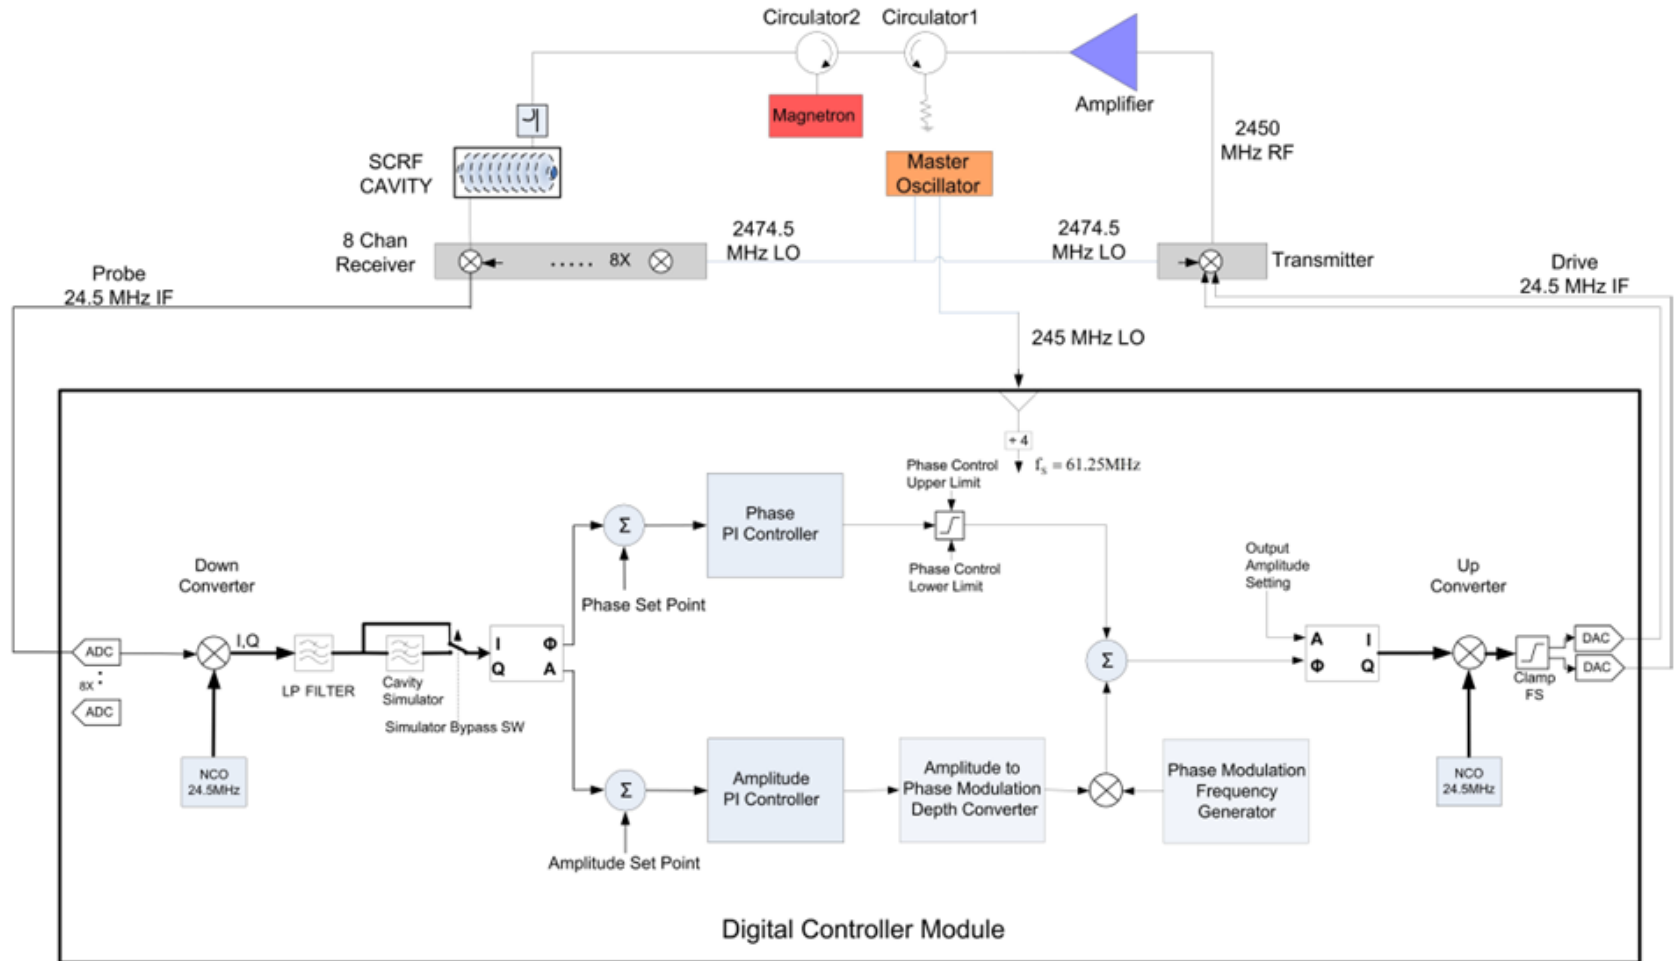 Circulator2
Circulator1
Magnetron
Amplifier
2450
MHz RF
SCRF
CAVITY
Master
Oscillator
8 Chan
Receiver
8X
2474.5
MHz LO
2474.5
MHz LO
Transmitter
Probe
24.5 MHz IF
Drive
24.5 MHz IF
245 MHz LO
÷ 4
fs = 61.25MHz
Phase Control
Upper Limit
Phase
PI Controller
Σ
Phase Control
Lower Limit
Phase Set Point
Output
Amplitude
Setting
Down
Converter
Up
Converter
ADC
8X
ADC
I,Q
LP FILTER
Cavity
Simulator
Simulator Bypass SW
I Φ
Q A
Σ
A I
Φ Q
Clamp
FS
DAC
DAC
NCO
24.5MHz
Σ
Amplitude
PI Controller
Amplitude to
Phase Modulation
Depth Converter
Phase Modulation
Frequency
Generator
NCO
24.5MHz
Amplitude Set Point
Digital Controller Module